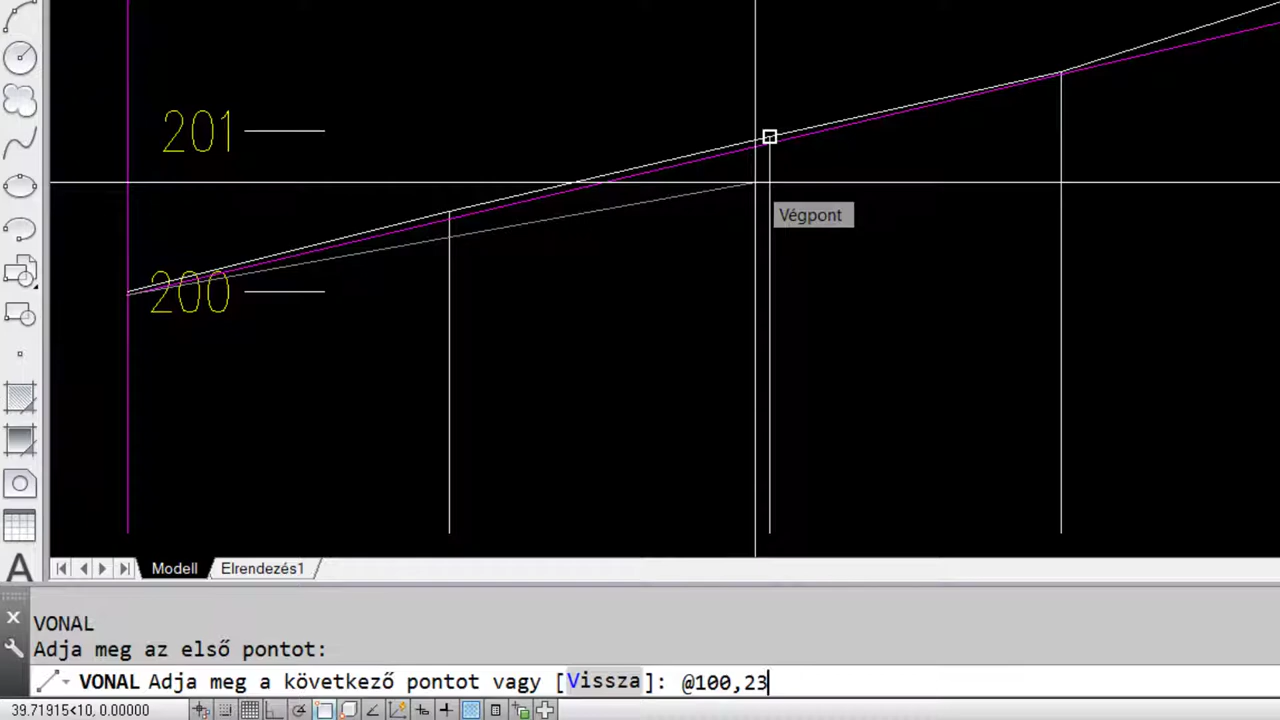 201
Végpont
200
Modell
Elrendezés1
VONAL
Adja meg az első pontot:
VONAL Adja meg a következő pontot vagy [Vissza]: @100,23
39.71915<10, 0.00000